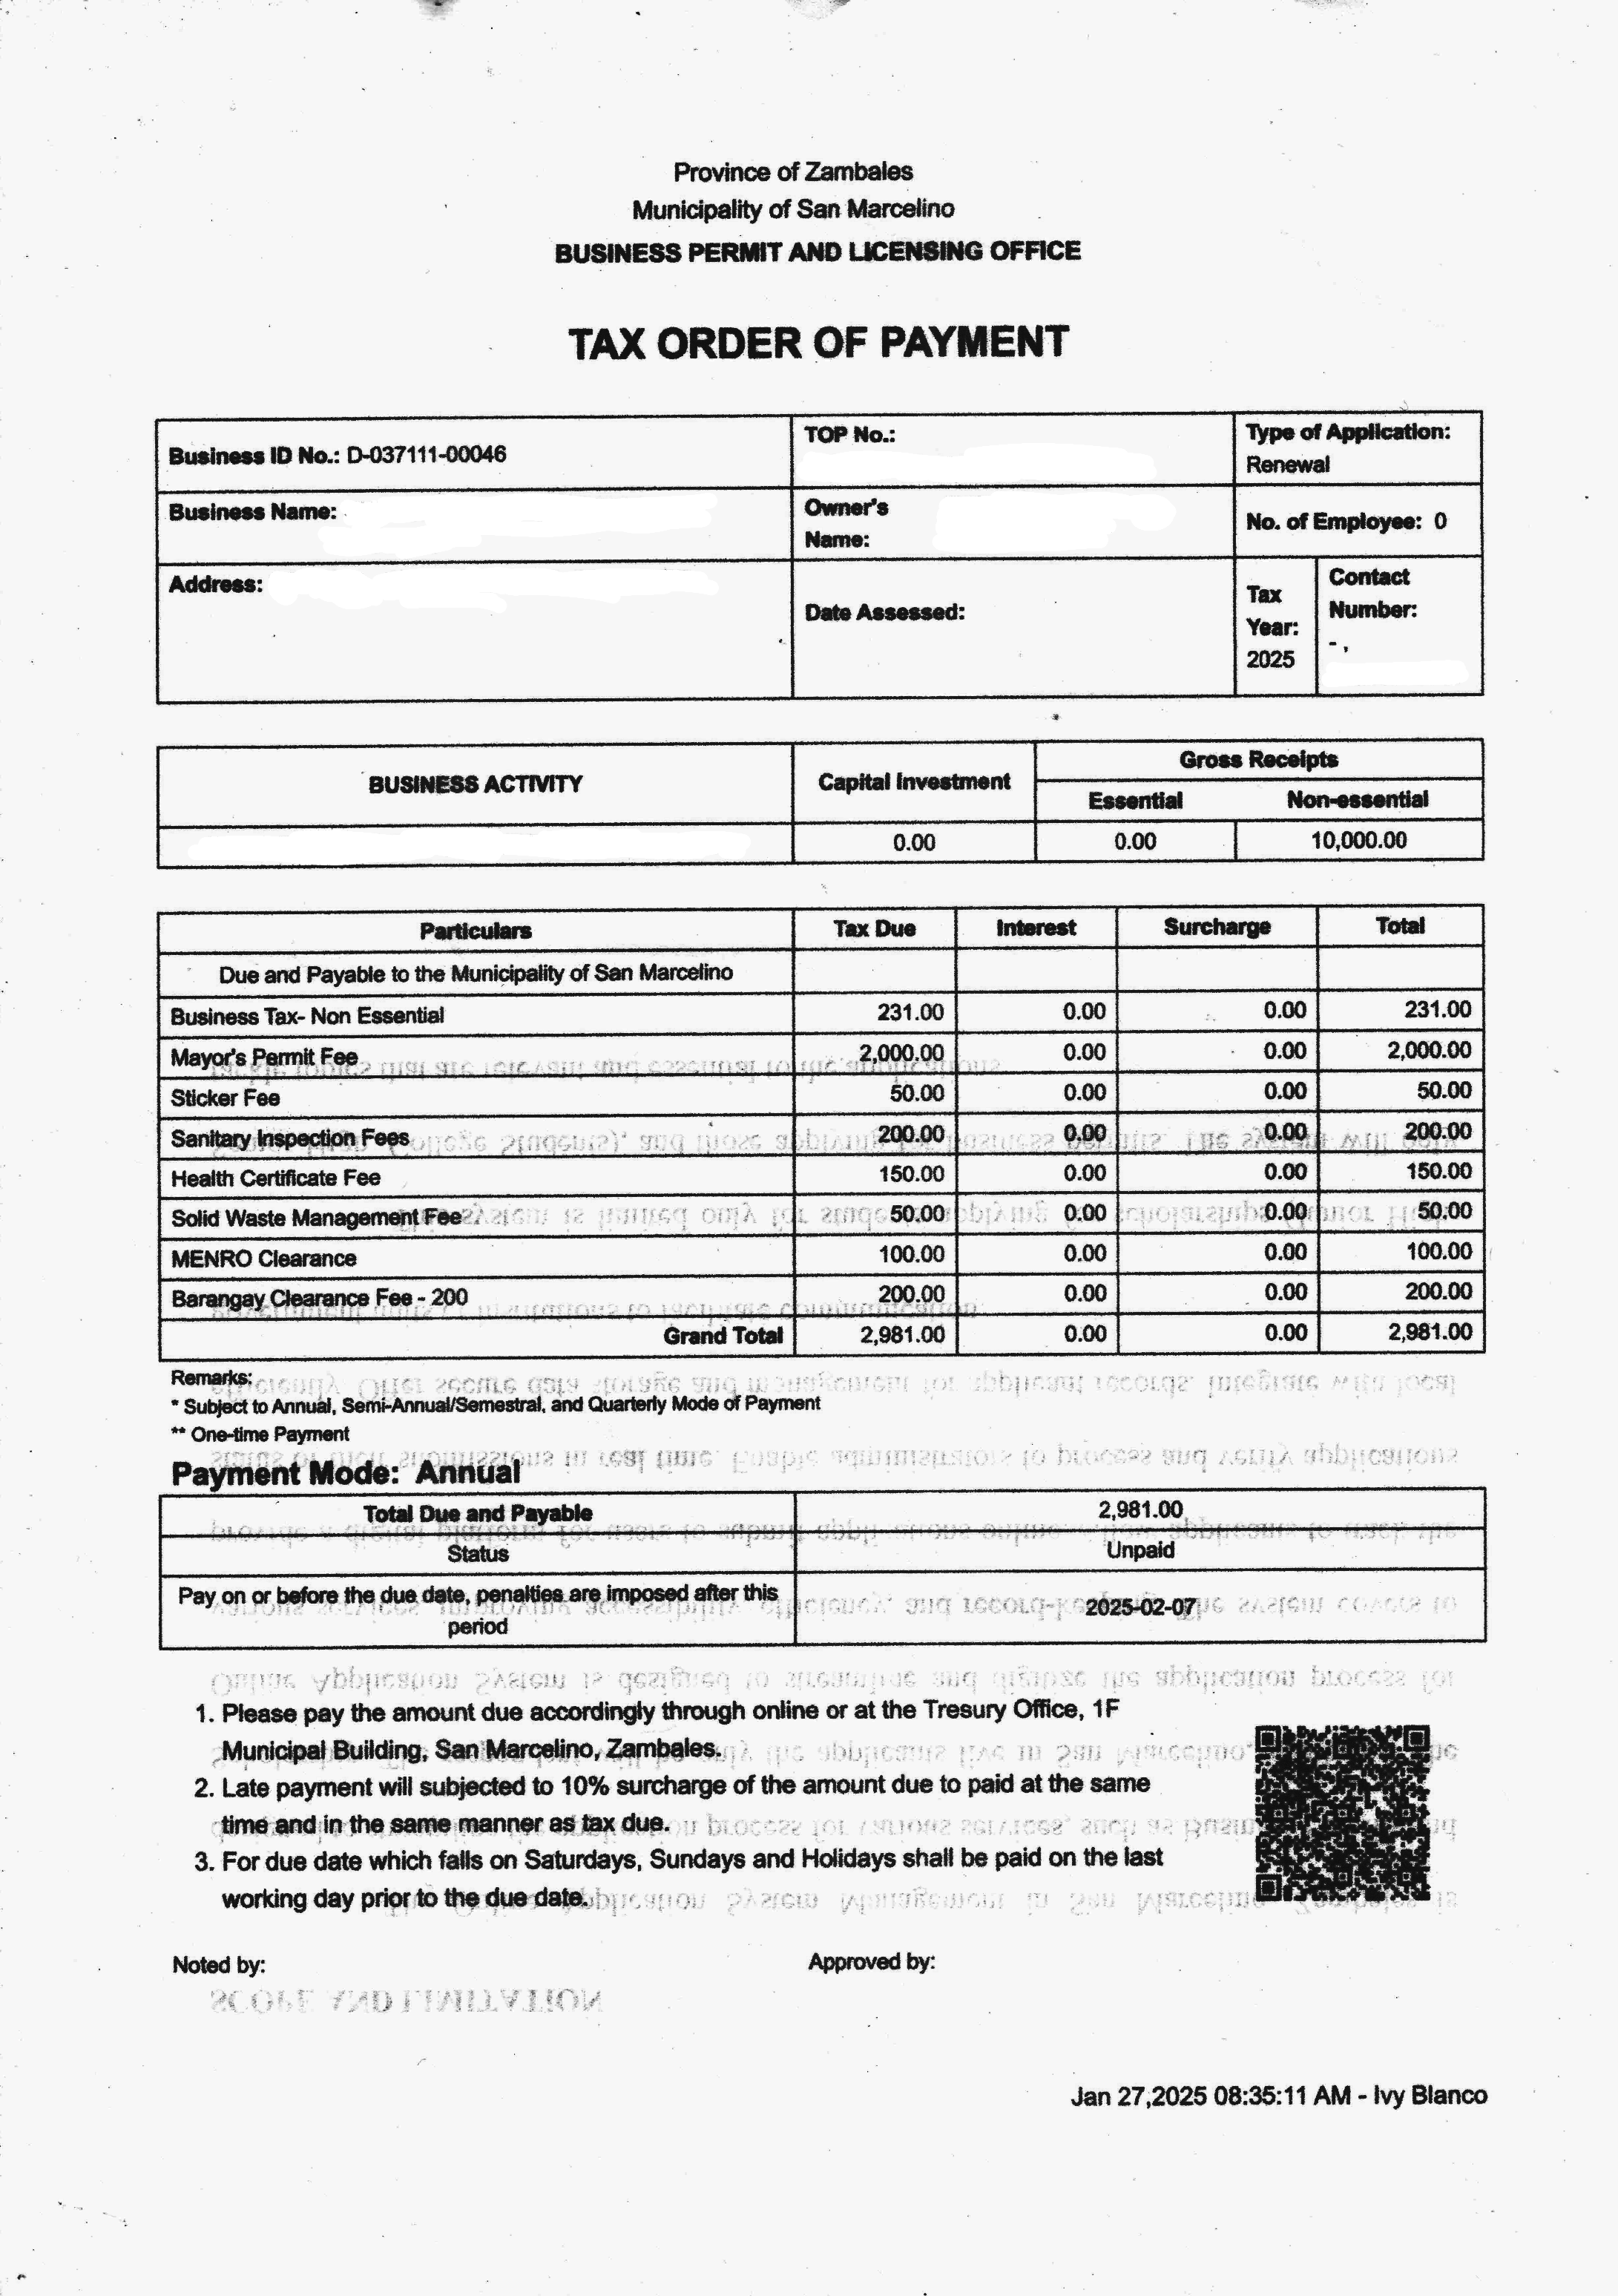 Province of Zambales
Municipality of San Marcelino
BUSINESS PERMIT AND LICENSING OFFICE
TAX ORDER OF PAYMENT
Business ID No.: D-037111-00046
TOP No.:
Type of Application:
Renewal
Business Name:
Owner's
Name:
No. of Employee: 0
Address:
Date Assessed:
Tax
Year:
2025
Contact
Number:
- ,
BUSINESS ACTIVITY
Capital Investment
Gross Receipts
Essential
Non-essential
0.00 0.00 10,000.00
Particulars Tax Due Interest Surcharge Total
Due and Payable to the Municipality of San Marcelino
Business Tax- Non Essential 231.00 0.00 0.00 231.00
Mayor's Permit Fee 2,000.00 0.00 0.00 2,000.00
Sticker Fee 50.00 0.00 0.00 50.00
Sanitary Inspection Fees 200.00 0.00 0.00 200.00
Health Certificate Fee 150.00 0.00 0.00 150.00
Solid Waste Management Fee 50.00 0.00 0.00 50.00
MENRO Clearance 100.00 0.00 0.00 100.00
Barangay Clearance Fee - 200 200.00 0.00 0.00 200.00
Grand Total 2,981.00 0.00 0.00 2,981.00
Remarks:
* Subject to Annual, Semi-Annual/Semestral, and Quarterly Mode of Payment
** One-time Payment
Payment Mode: Annual
Total Due and Payable 2,981.00
Status Unpaid
Pay on or before the due date, penalties are imposed after this
period
2025-02-07
1. Please pay the amount due accordingly through online or at the Tresury Office, 1F
Municipal Building, San Marcelino, Zambales.
2. Late payment will subjected to 10% surcharge of the amount due to paid at the same
time and in the same manner as tax due.
3. For due date which falls on Saturdays, Sundays and Holidays shall be paid on the last
working day prior to the due date.
Noted by:
Approved by:
SCOPE AND LIMITATION
Jan 27,2025 08:35:11 AM - Ivy Blanco